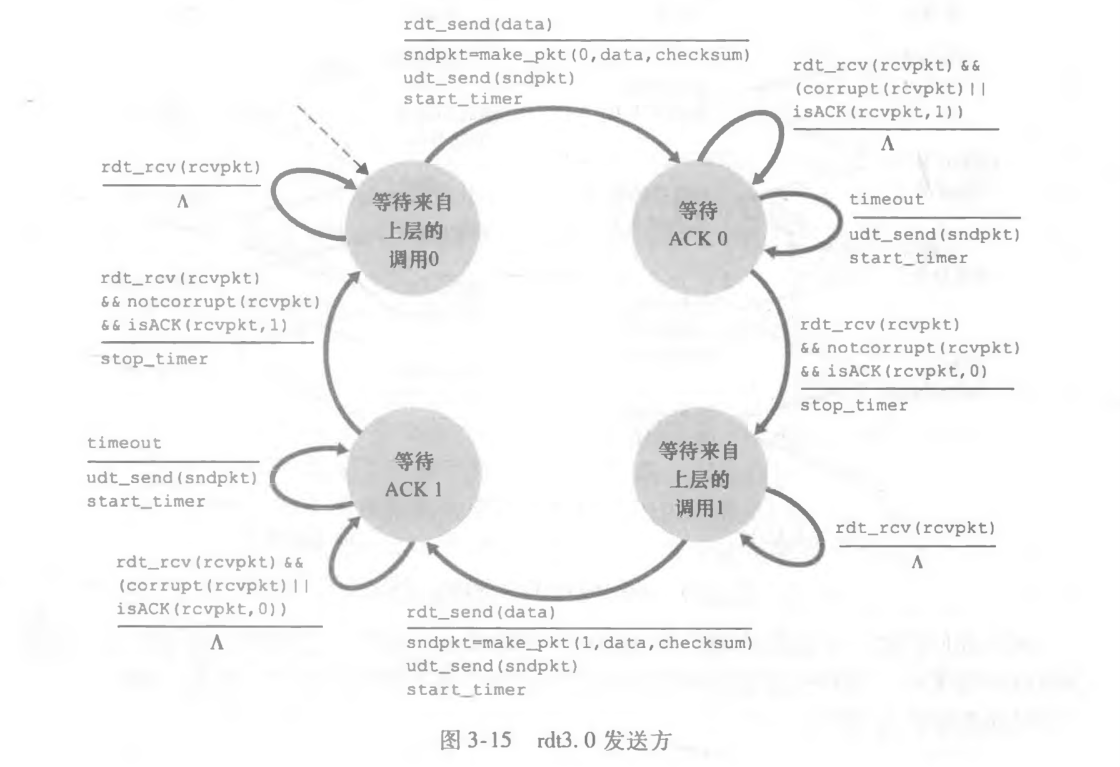 rdt_send(data)
sndpkt=make_pkt(0,data,checksum)
udt_send(sndpkt)
start_timer
rdt_rcv(rcvpkt) &&
(corrupt(rcvpkt)||
isACK(rcvpkt,1))
Λ
rdt_rcv(rcvpkt)
Λ
等待来自
上层的
调用0
等待
ACK 0
timeout
udt_send(sndpkt)
start_timer
rdt_rcv(rcvpkt)
&& notcorrupt(rcvpkt)
&& isACK(rcvpkt,1)
stop_timer
rdt_rcv(rcvpkt)
&& notcorrupt(rcvpkt)
&& isACK(rcvpkt,0)
stop_timer
timeout
udt_send(sndpkt)
start_timer
等待
ACK 1
等待来自
上层的
调用1
rdt_rcv(rcvpkt)
Λ
rdt_rcv(rcvpkt) &&
(corrupt(rcvpkt)||
isACK(rcvpkt,0))
Λ
rdt_send(data)
sndpkt=make_pkt(1,data,checksum)
udt_send(sndpkt)
start_timer
图 3-15 rdt3.0 发送方